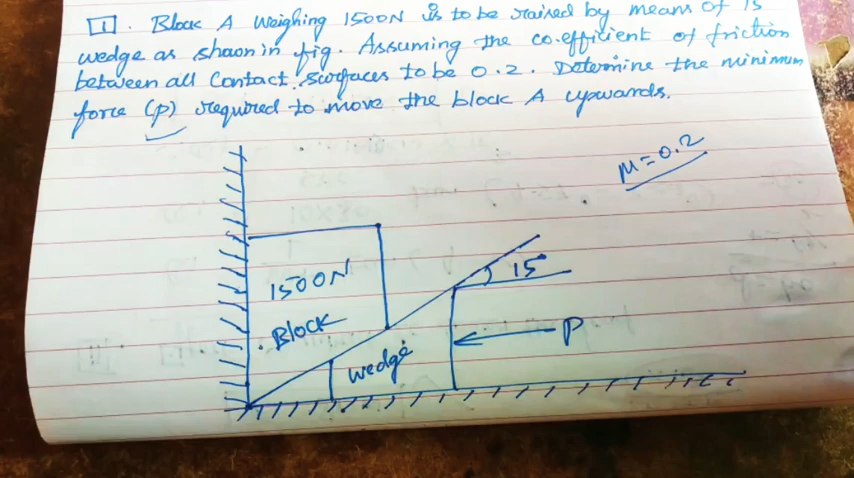 1. Block A weighing 1500N is to be raised by means of 15
wedge as shown in fig. Assuming the co.efficient of friction
between all contact surfaces to be 0.2. Determine the minimum
force (p) required to move the block A upwards.
M=0.2
15°
1500N
Block
wedge
P